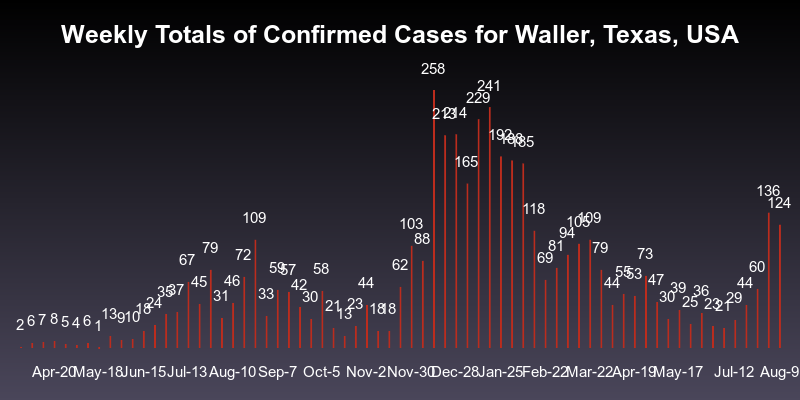 Weekly Totals of Confirmed Cases for Waller, Texas, USA
2 6 7 8 5 4 6 1 13 9 10 18 24 35 37 67 45 79 31 46 72 109 33 59 57 42 30 58 21 13 23 44 18 18 62 103 88 258 213 214 165 229 241 192 188 185 118 69 81 94 105 109 79 44 55 53 73 47 30 39 25 36 23 21 29 44 60 136 124
Apr-20 May-18 Jun-15 Jul-13 Aug-10 Sep-7 Oct-5 Nov-2 Nov-30 Dec-28 Jan-25 Feb-22 Mar-22 Apr-19 May-17 Jul-12 Aug-9